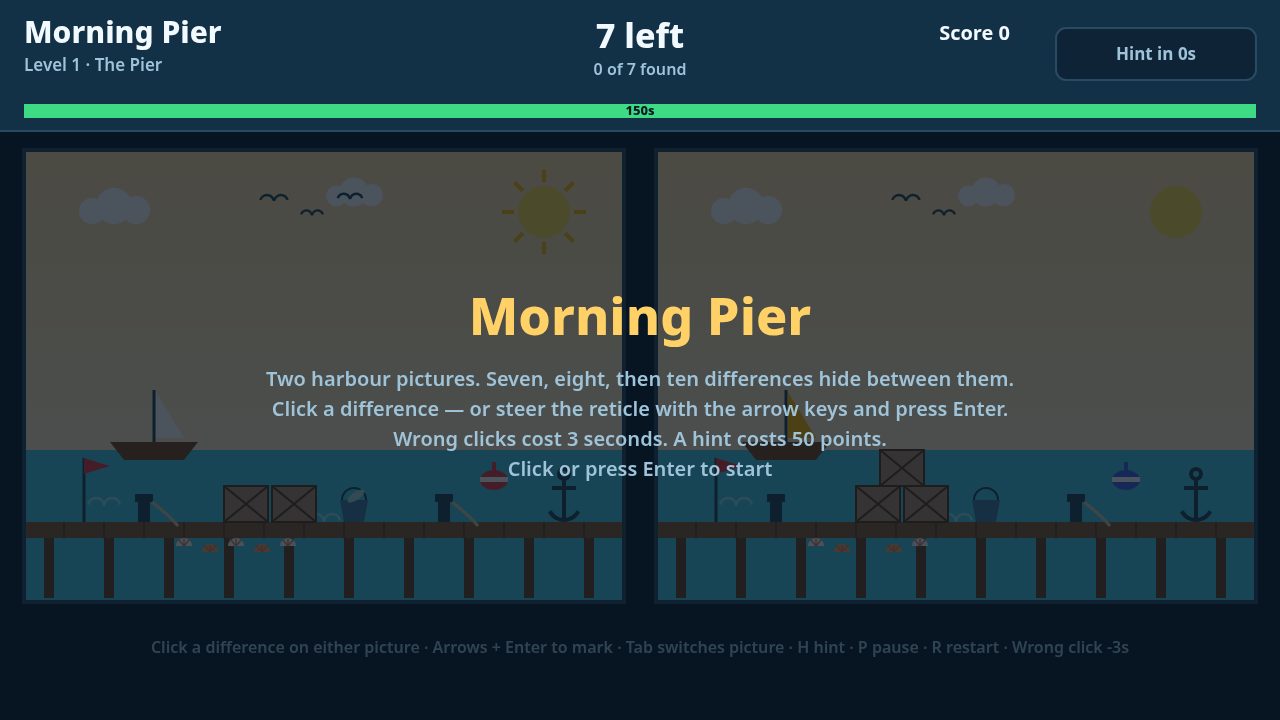 Morning Pier
Level 1 · The Pier
7 left
0 of 7 found
Score 0
Hint in 0s
150s
Morning Pier
Two harbour pictures. Seven, eight, then ten differences hide between them.
Click a difference — or steer the reticle with the arrow keys and press Enter.
Wrong clicks cost 3 seconds. A hint costs 50 points.
Click or press Enter to start
Click a difference on either picture · Arrows + Enter to mark · Tab switches picture · H hint · P pause · R restart · Wrong click -3s